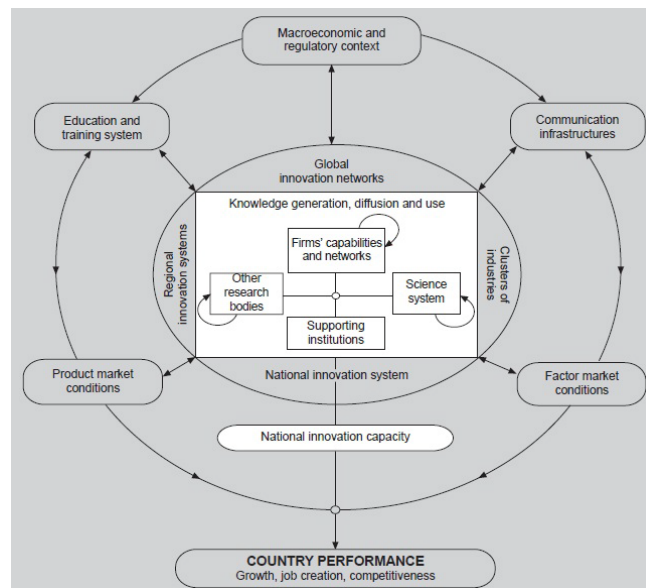 Macroeconomic and
regulatory context
Education and
training system
Communication
infrastructures
Global
innovation networks
Knowledge generation, diffusion and use
Regional
innovation systems
Firms' capabilities
and networks
Clusters of
industries
Other
research
bodies
Science
system
Supporting
institutions
Product market
conditions
National innovation system
Factor market
conditions
National innovation capacity
COUNTRY PERFORMANCE
Growth, job creation, competitiveness